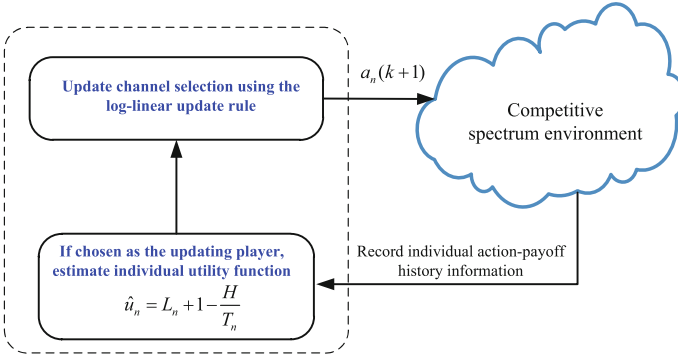 Update channel selection using the
log-linear update rule
a_n(k+1)
Competitive
spectrum environment
If chosen as the updating player,
estimate individual utility function
û_n = L_n + 1 − H/T_n
Record individual action-payoff
history information